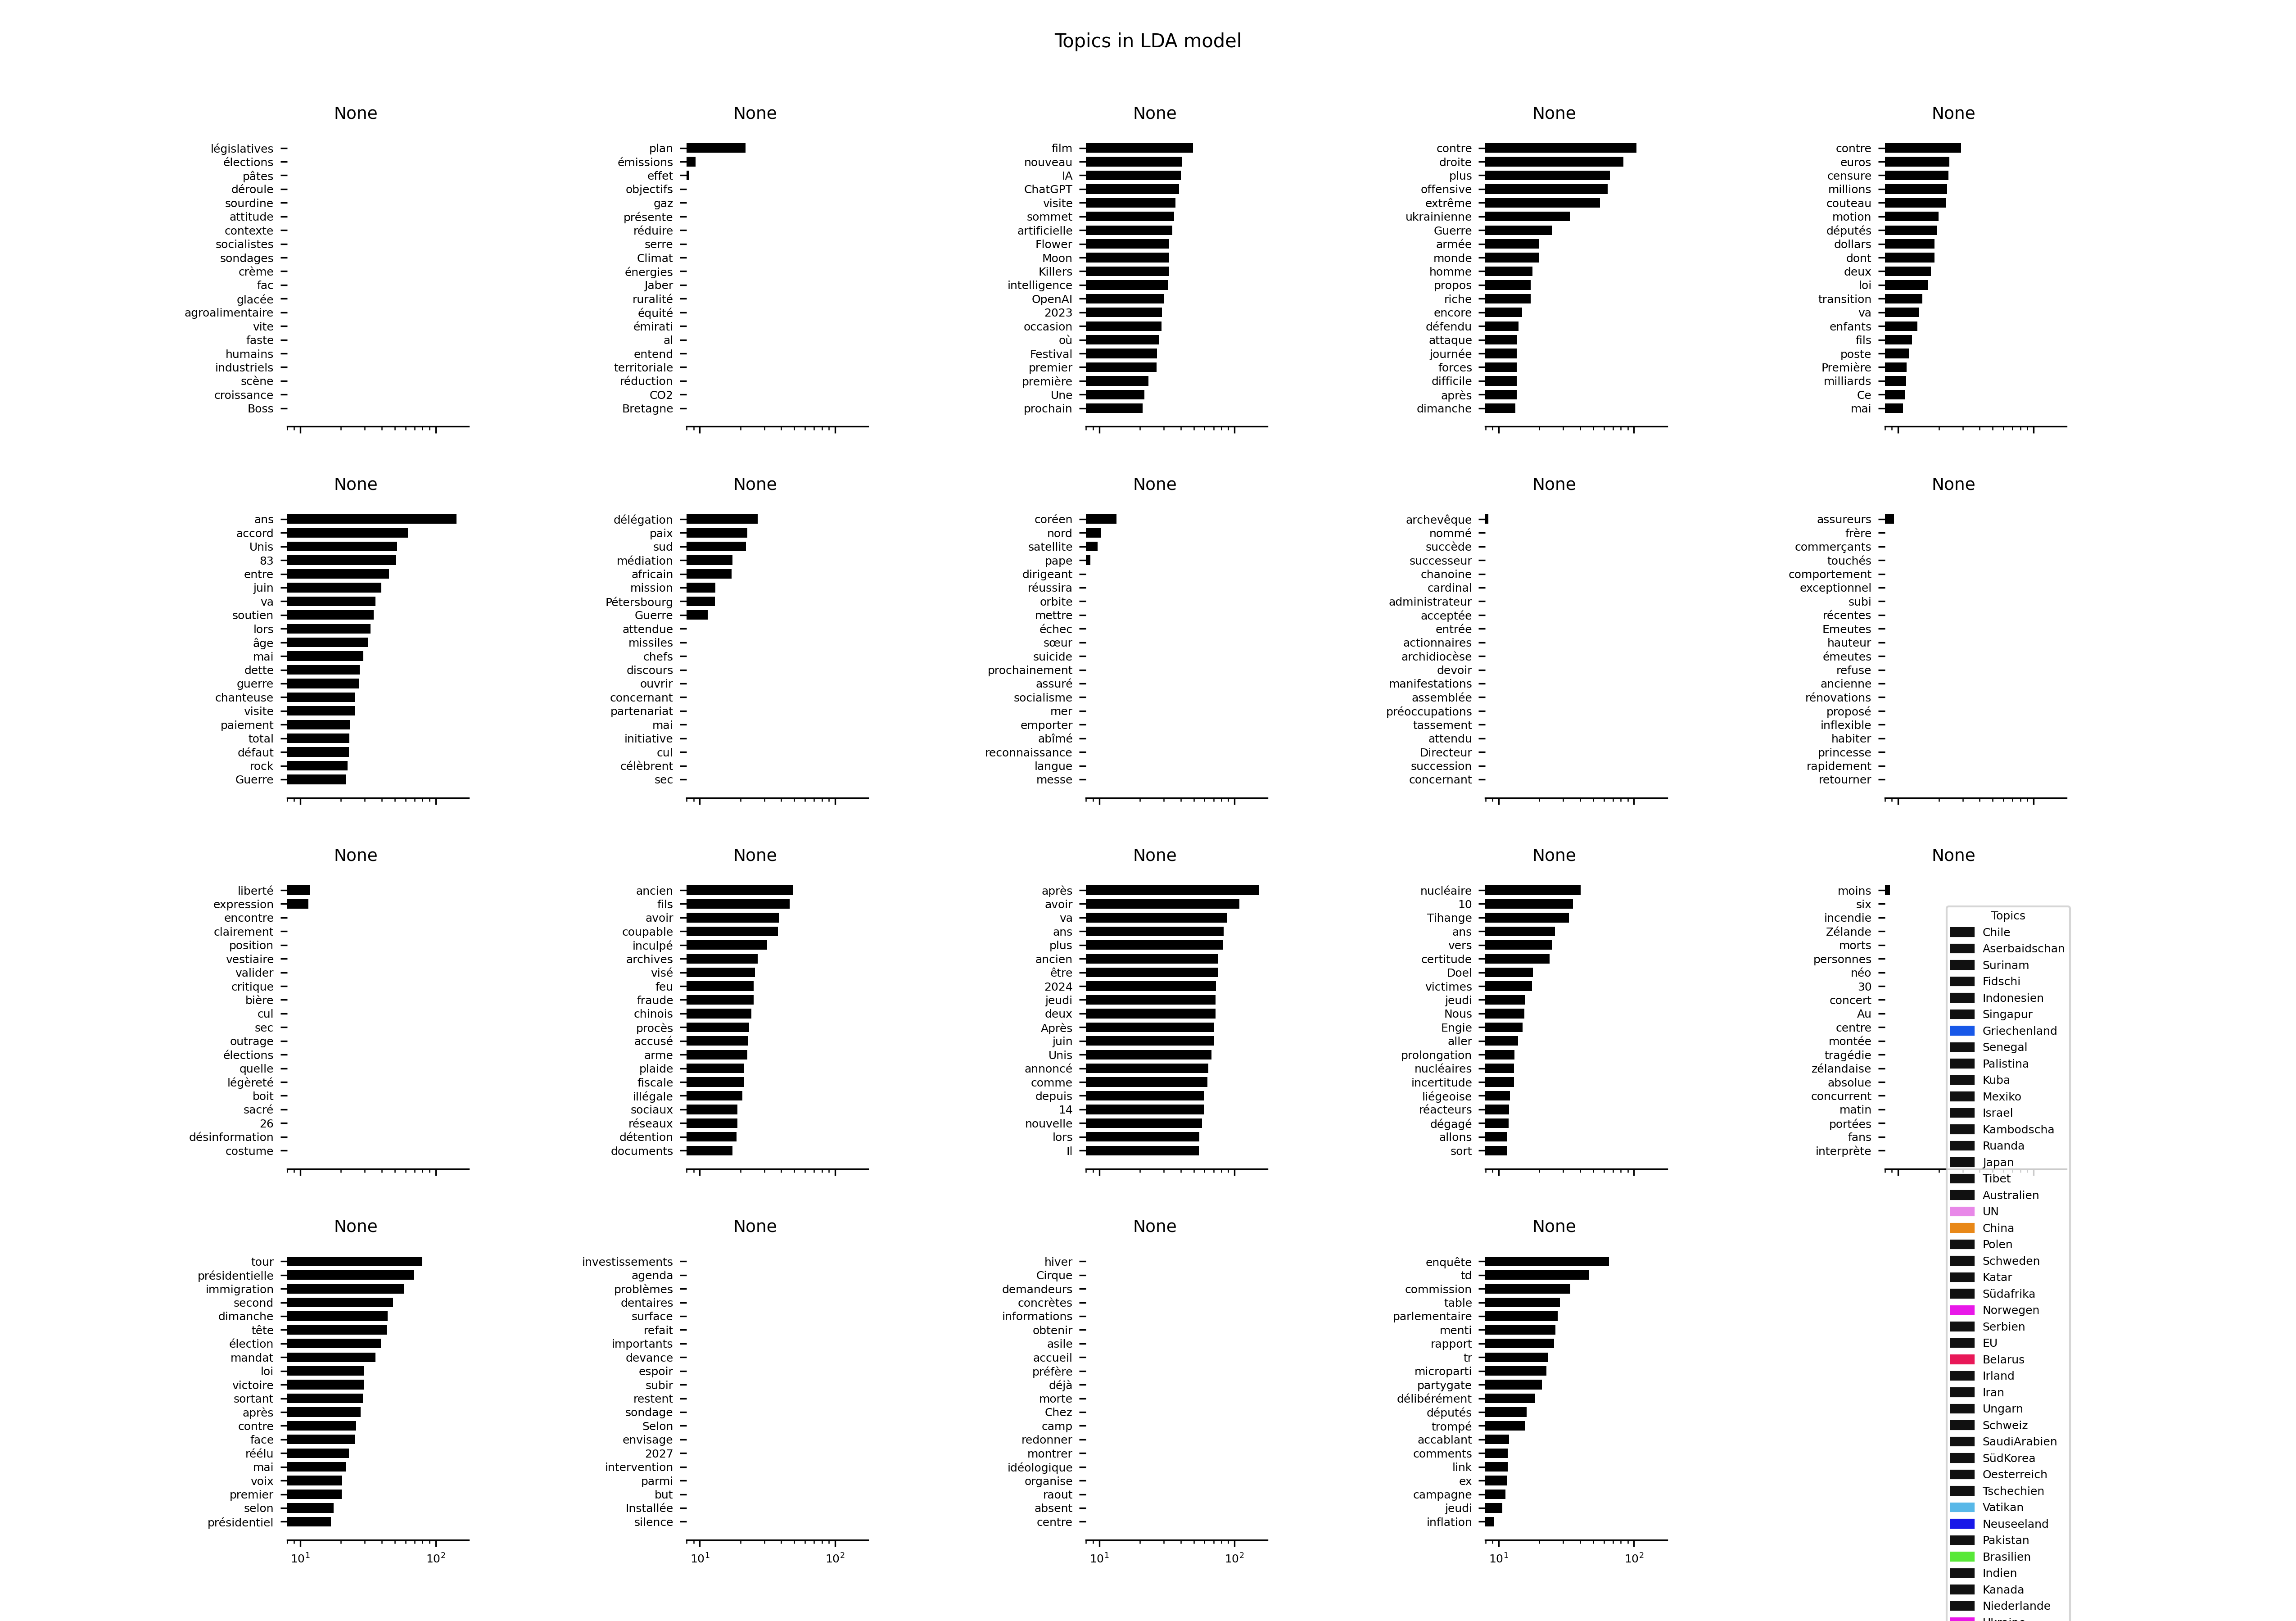 Topics in LDA model
None
législatives
élections
pâtes
déroule
sourdine
attitude
contexte
socialistes
sondages
crème
fac
glacée
agroalimentaire
vite
faste
humains
industriels
scène
croissance
Boss
None
plan
émissions
effet
objectifs
gaz
présente
réduire
serre
Climat
énergies
Jaber
ruralité
équité
émirati
al
entend
territoriale
réduction
CO2
Bretagne
None
film
nouveau
IA
ChatGPT
visite
sommet
artificielle
Flower
Moon
Killers
intelligence
OpenAI
2023
occasion
où
Festival
premier
première
Une
prochain
None
contre
droite
plus
offensive
extrême
ukrainienne
Guerre
armée
monde
homme
propos
riche
encore
défendu
attaque
journée
forces
difficile
après
dimanche
None
contre
euros
censure
millions
couteau
motion
députés
dollars
dont
deux
loi
transition
va
enfants
fils
poste
Première
milliards
Ce
mai
None
ans
accord
Unis
83
entre
juin
va
soutien
lors
âge
mai
dette
guerre
chanteuse
visite
paiement
total
défaut
rock
Guerre
None
délégation
paix
sud
médiation
africain
mission
Pétersbourg
Guerre
attendue
missiles
chefs
discours
ouvrir
concernant
partenariat
mai
initiative
cul
célèbrent
sec
None
coréen
nord
satellite
pape
dirigeant
réussira
orbite
mettre
échec
sœur
suicide
prochainement
assuré
socialisme
mer
emporter
abîmé
reconnaissance
langue
messe
None
archevêque
nommé
succède
successeur
chanoine
cardinal
administrateur
acceptée
entrée
actionnaires
archidiocèse
devoir
manifestations
assemblée
préoccupations
tassement
attendu
Directeur
succession
concernant
None
assureurs
frère
commerçants
touchés
comportement
exceptionnel
subi
récentes
Emeutes
hauteur
émeutes
refuse
ancienne
rénovations
proposé
inflexible
habiter
princesse
rapidement
retourner
None
liberté
expression
encontre
clairement
position
vestiaire
valider
critique
bière
cul
sec
outrage
élections
quelle
légèreté
boit
sacré
26
désinformation
costume
None
ancien
fils
avoir
coupable
inculpé
archives
visé
feu
fraude
chinois
procès
accusé
arme
plaide
fiscale
illégale
sociaux
réseaux
détention
documents
None
après
avoir
va
ans
plus
ancien
être
2024
jeudi
deux
Après
juin
Unis
annoncé
comme
depuis
14
nouvelle
lors
Il
None
nucléaire
10
Tihange
ans
vers
certitude
Doel
victimes
jeudi
Nous
Engie
aller
prolongation
nucléaires
incertitude
liégeoise
réacteurs
dégagé
allons
sort
None
moins
six
incendie
Zélande
morts
personnes
néo
30
concert
Au
centre
montée
tragédie
zélandaise
absolue
concurrent
matin
portées
fans
interprète
None
tour
présidentielle
immigration
second
dimanche
tête
élection
mandat
loi
victoire
sortant
après
contre
face
réélu
mai
voix
premier
selon
présidentiel
10¹ 10²
None
investissements
agenda
problèmes
dentaires
surface
refait
importants
devance
espoir
subir
restent
sondage
Selon
envisage
2027
intervention
parmi
but
Installée
silence
10¹ 10²
None
hiver
Cirque
demandeurs
concrètes
informations
obtenir
asile
accueil
préfère
déjà
morte
Chez
camp
redonner
montrer
idéologique
organise
raout
absent
centre
10¹ 10²
None
enquête
td
commission
table
parlementaire
menti
rapport
tr
microparti
partygate
délibérément
députés
trompé
accablant
comments
link
ex
campagne
jeudi
inflation
10¹ 10²
Topics
Chile
Aserbaidschan
Surinam
Fidschi
Indonesien
Singapur
Griechenland
Senegal
Palistina
Kuba
Mexiko
Israel
Kambodscha
Ruanda
Japan
Tibet
Australien
UN
China
Polen
Schweden
Katar
Südafrika
Norwegen
Serbien
EU
Belarus
Irland
Iran
Ungarn
Schweiz
SaudiArabien
SüdKorea
Oesterreich
Tschechien
Vatikan
Neuseeland
Pakistan
Brasilien
Indien
Kanada
Niederlande